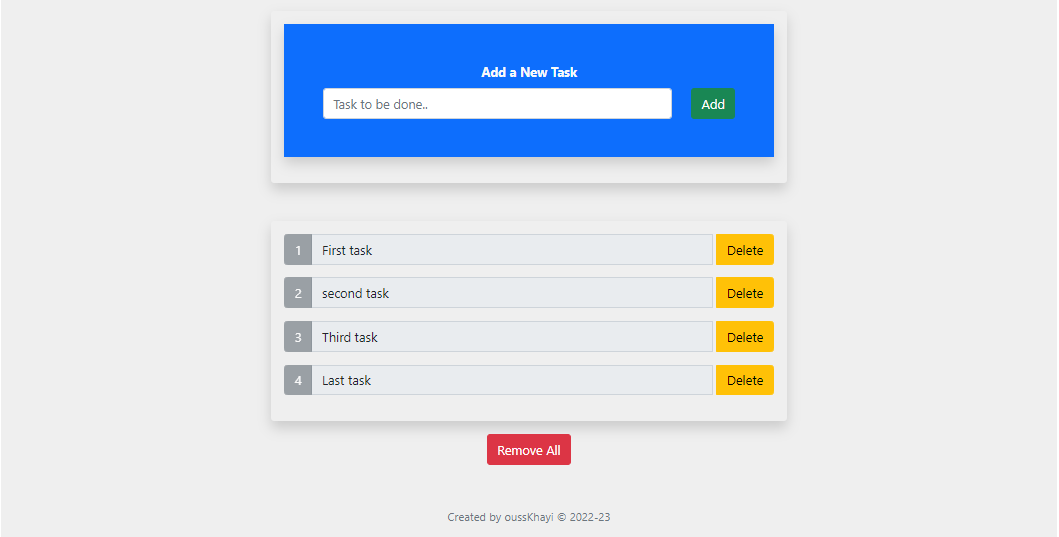 Add a New Task
Task to be done..
Add
1 First task Delete
2 second task Delete
3 Third task Delete
4 Last task Delete
Remove All
Created by oussKhayi © 2022-23